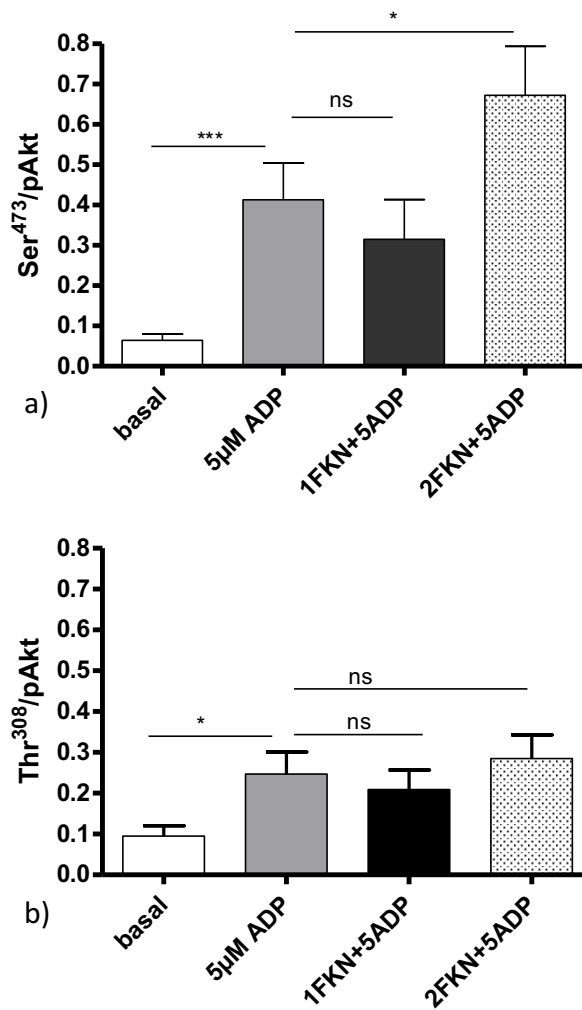 *
0.8
0.7
ns
0.6
***
0.5
0.4
0.3
0.2
0.1
0.0
Ser⁴⁷³/pAkt
a)
basal
5µM ADP
1FKN+5ADP
2FKN+5ADP
0.8
0.7
0.6
0.5
ns
0.4
* ns
0.3
0.2
0.1
0.0
Thr³⁰⁸/pAkt
b)
basal
5µM ADP
1FKN+5ADP
2FKN+5ADP